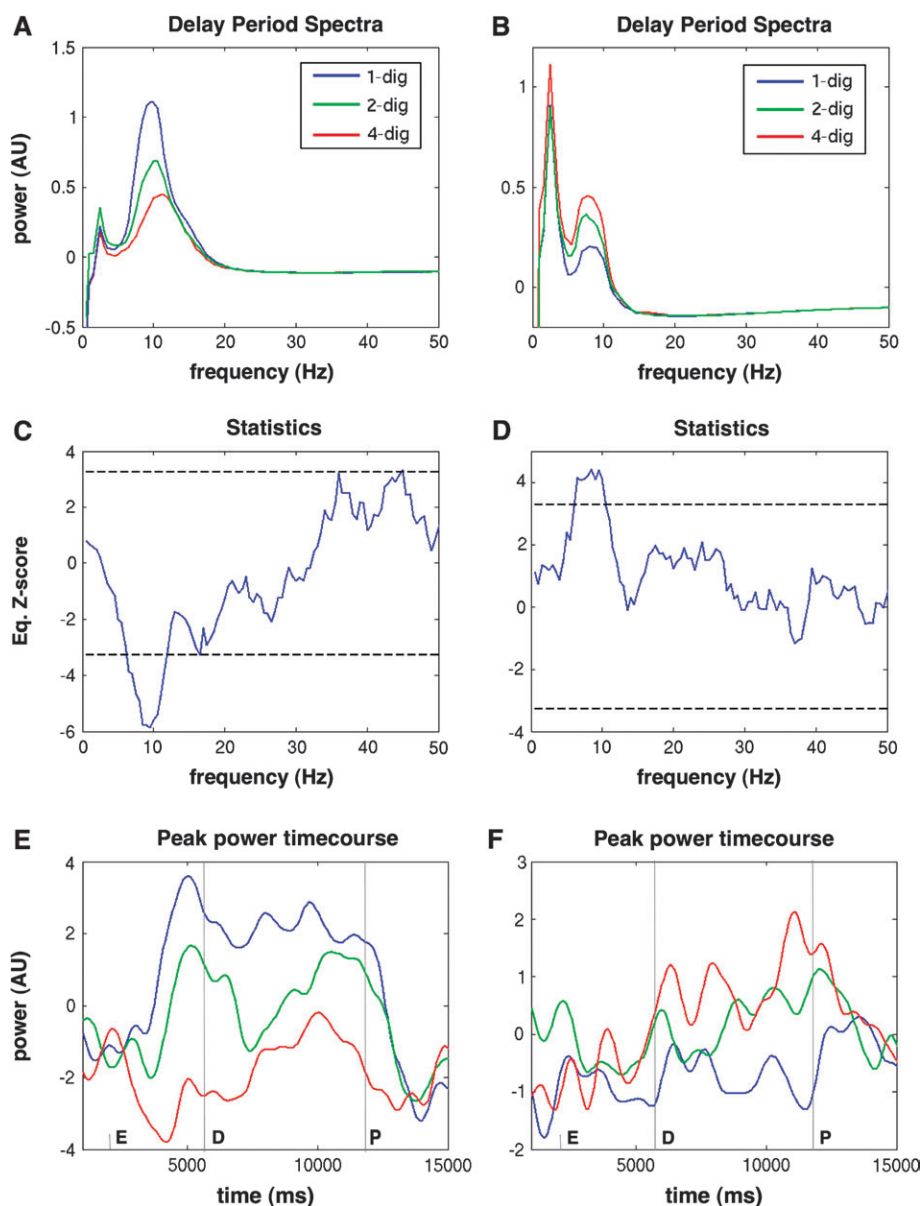 A Delay Period Spectra
1.5
1
0.5
0
-0.5
power (AU)
1-dig
2-dig
4-dig
0 10 20 30 40 50
frequency (Hz)
B Delay Period Spectra
1
0.5
0
1-dig
2-dig
4-dig
0 10 20 30 40 50
frequency (Hz)
C Statistics
4
2
0
-2
-4
-6
Eq. Z-score
0 10 20 30 40 50
frequency (Hz)
D Statistics
4
2
0
-2
-4
0 10 20 30 40 50
frequency (Hz)
E Peak power timecourse
4
2
0
-2
-4
power (AU)
E D P
5000 10000 15000
time (ms)
F Peak power timecourse
3
2
1
0
-1
-2
E D P
5000 10000 15000
time (ms)